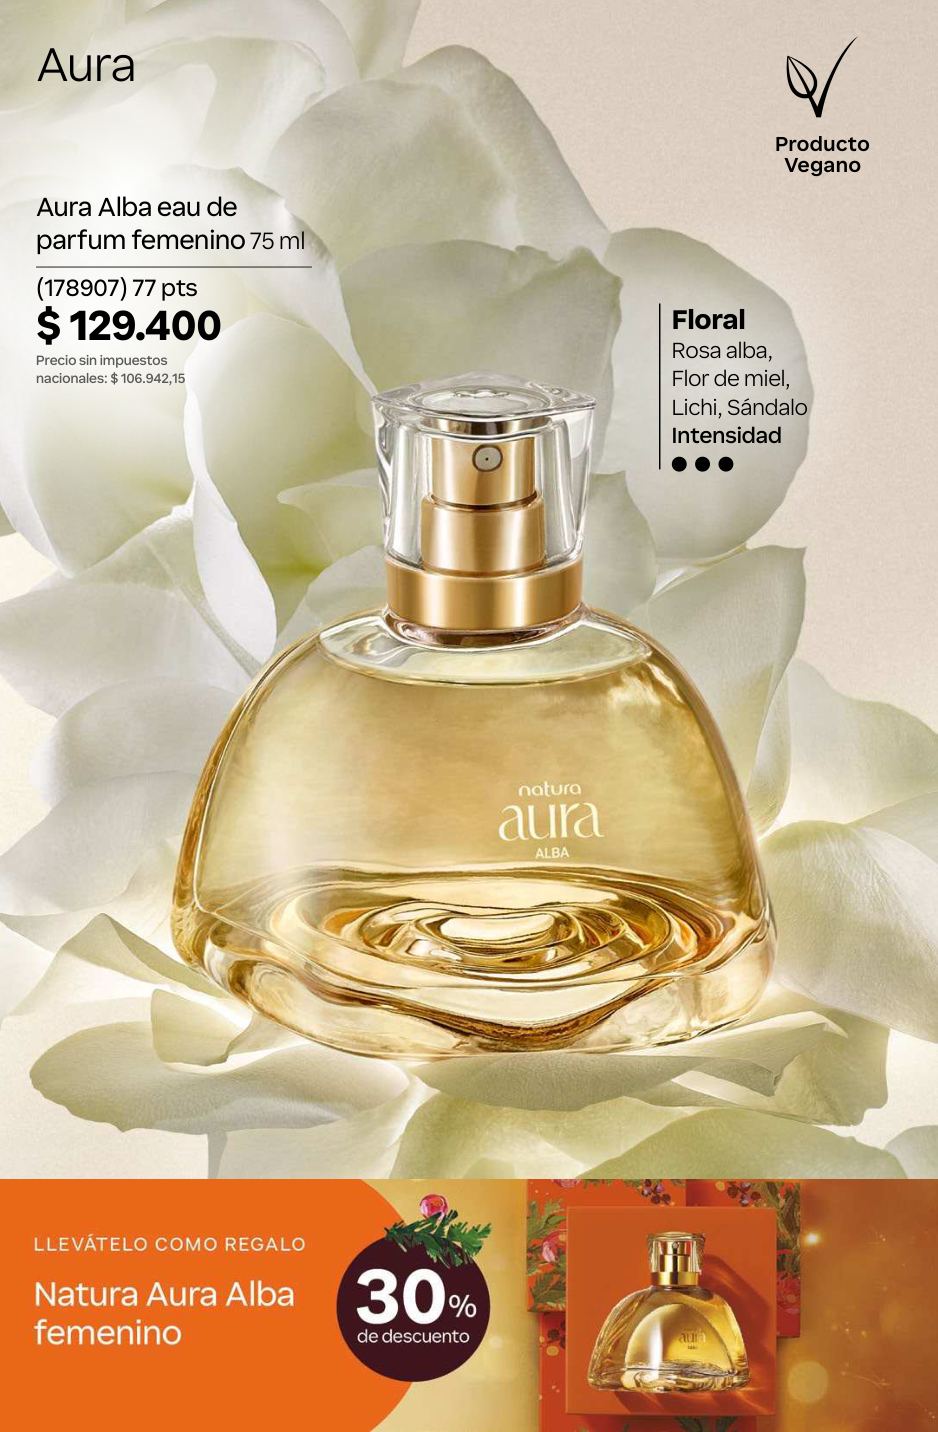 Aura
Producto
Vegano
Aura Alba eau de
parfum femenino 75 ml
(178907) 77 pts
$ 129.400
Precio sin impuestos
nacionales: $ 106.942,15
Floral
Rosa alba,
Flor de miel,
Lichi, Sándalo
Intensidad
natura
aura
ALBA
LLEVÁTELO COMO REGALO
Natura Aura Alba
femenino
30%
de descuento
aura